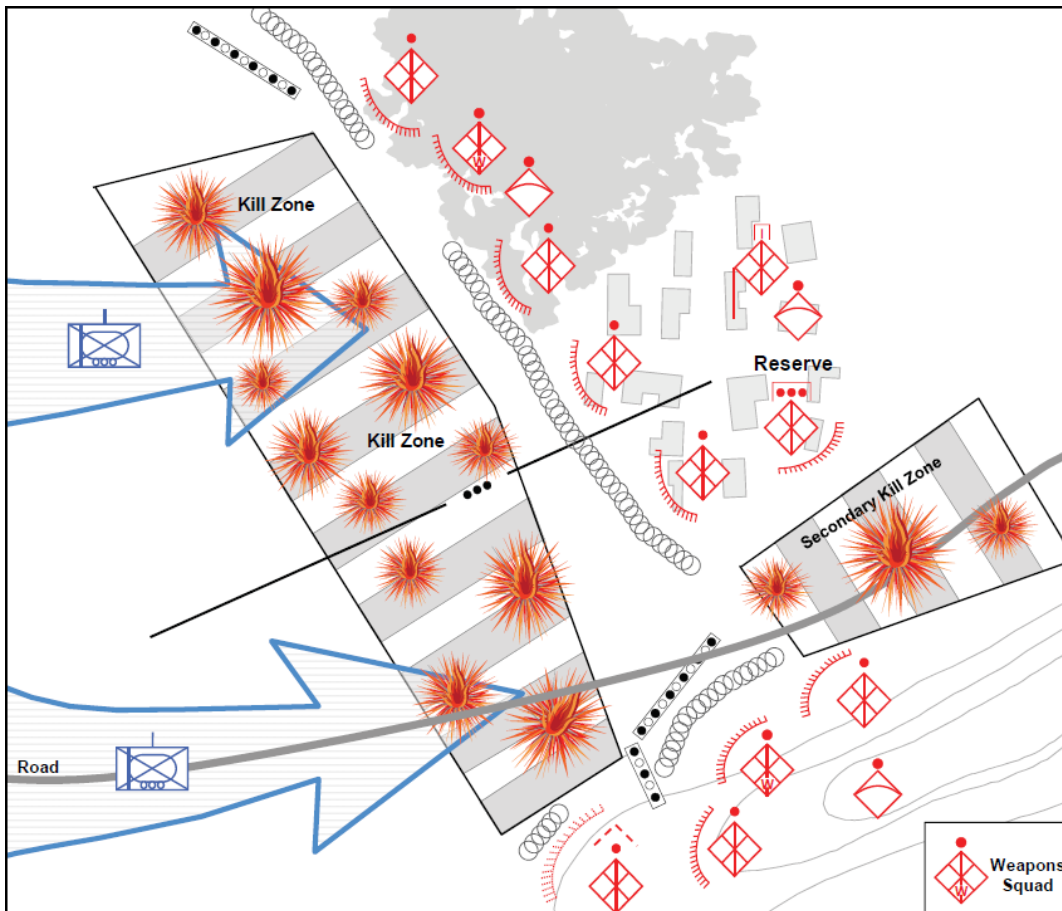 Kill Zone
Kill Zone
W
Reserve
Secondary Kill Zone
Road
W
W
Weapons
Squad